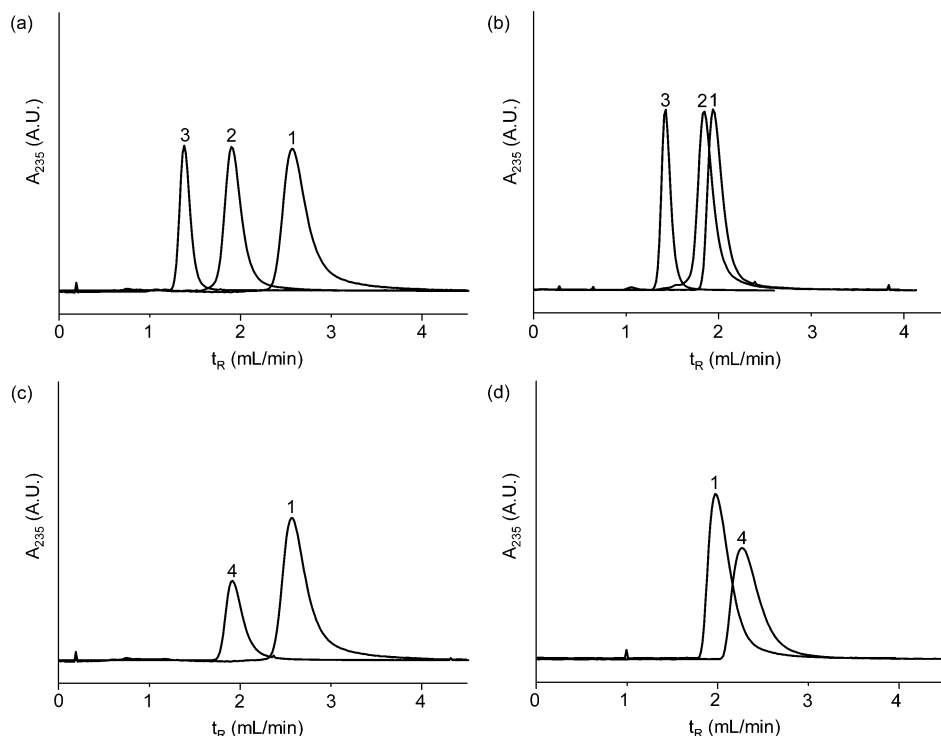 (a)
A₂₃₅ (A.U.)
3 2 1
0 1 2 3 4
tR (mL/min)
(b)
A₂₃₅ (A.U.)
3 2 1
0 1 2 3 4
tR (mL/min)
(c)
A₂₃₅ (A.U.)
1
4
0 1 2 3 4
tR (mL/min)
(d)
A₂₃₅ (A.U.)
1
4
0 1 2 3 4
tR (mL/min)